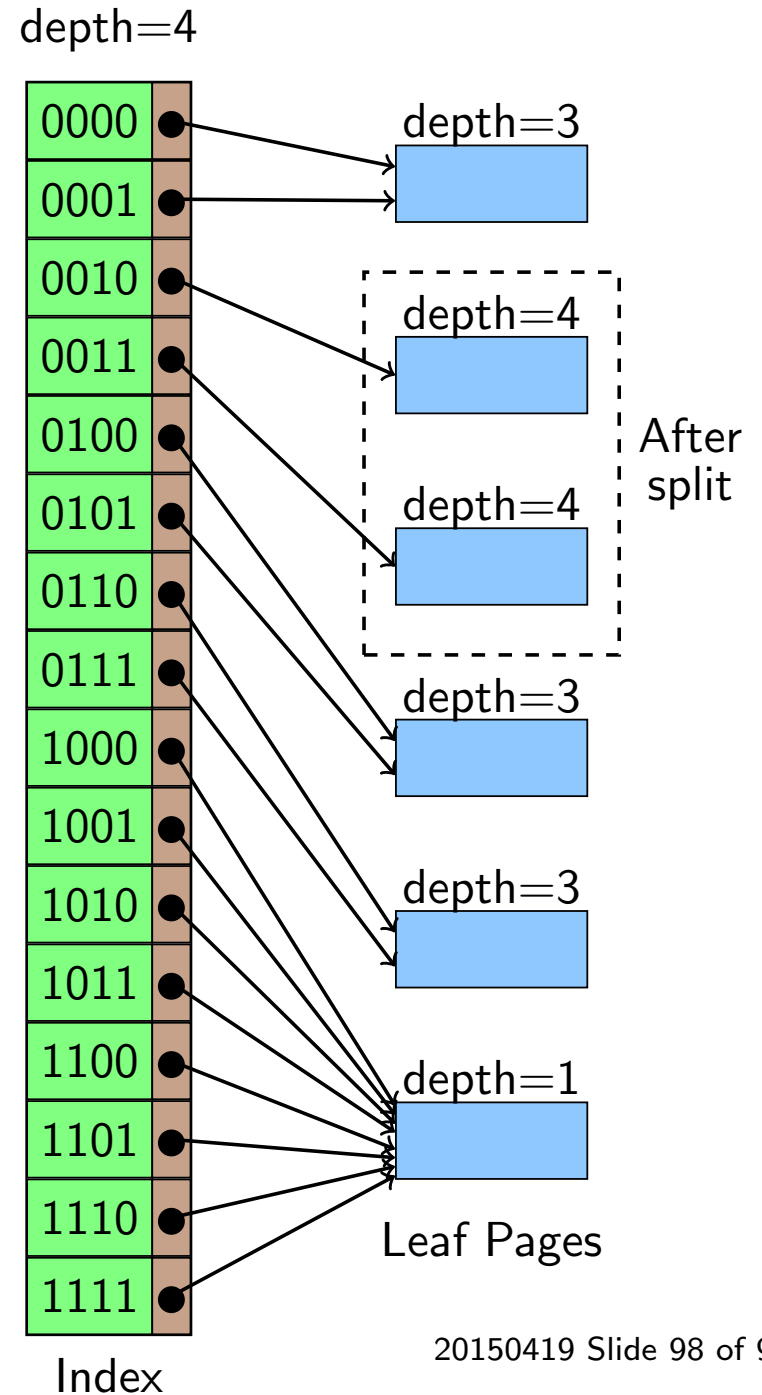 depth=4
0000
depth=3
0001
0010
depth=4
0011
0100
After
split
0101
depth=4
0110
0111
depth=3
1000
1001
1010
depth=3
1011
1100
depth=1
1101
1110
Leaf Pages
1111
20150419 Slide 98 of 9
Index